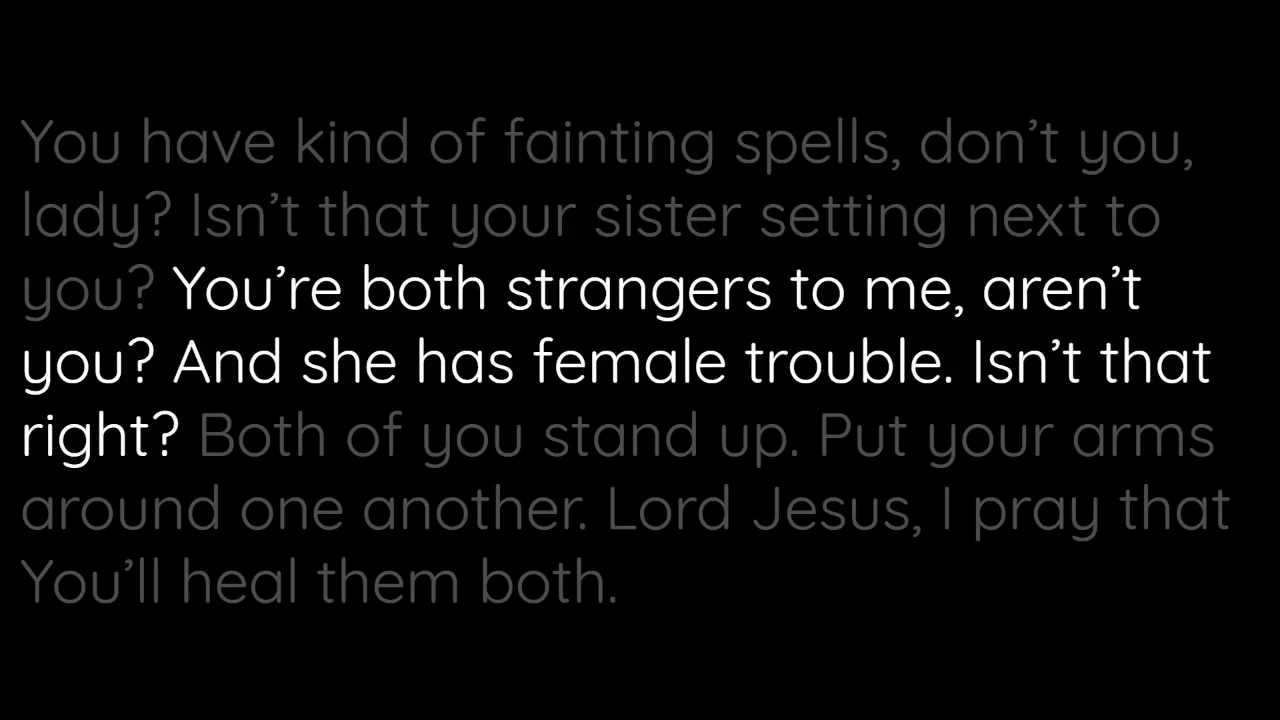 You have kind of fainting spells, don’t you,
lady? Isn’t that your sister setting next to
you? You’re both strangers to me, aren’t
you? And she has female trouble. Isn’t that
right? Both of you stand up. Put your arms
around one another. Lord Jesus, I pray that
You’ll heal them both.